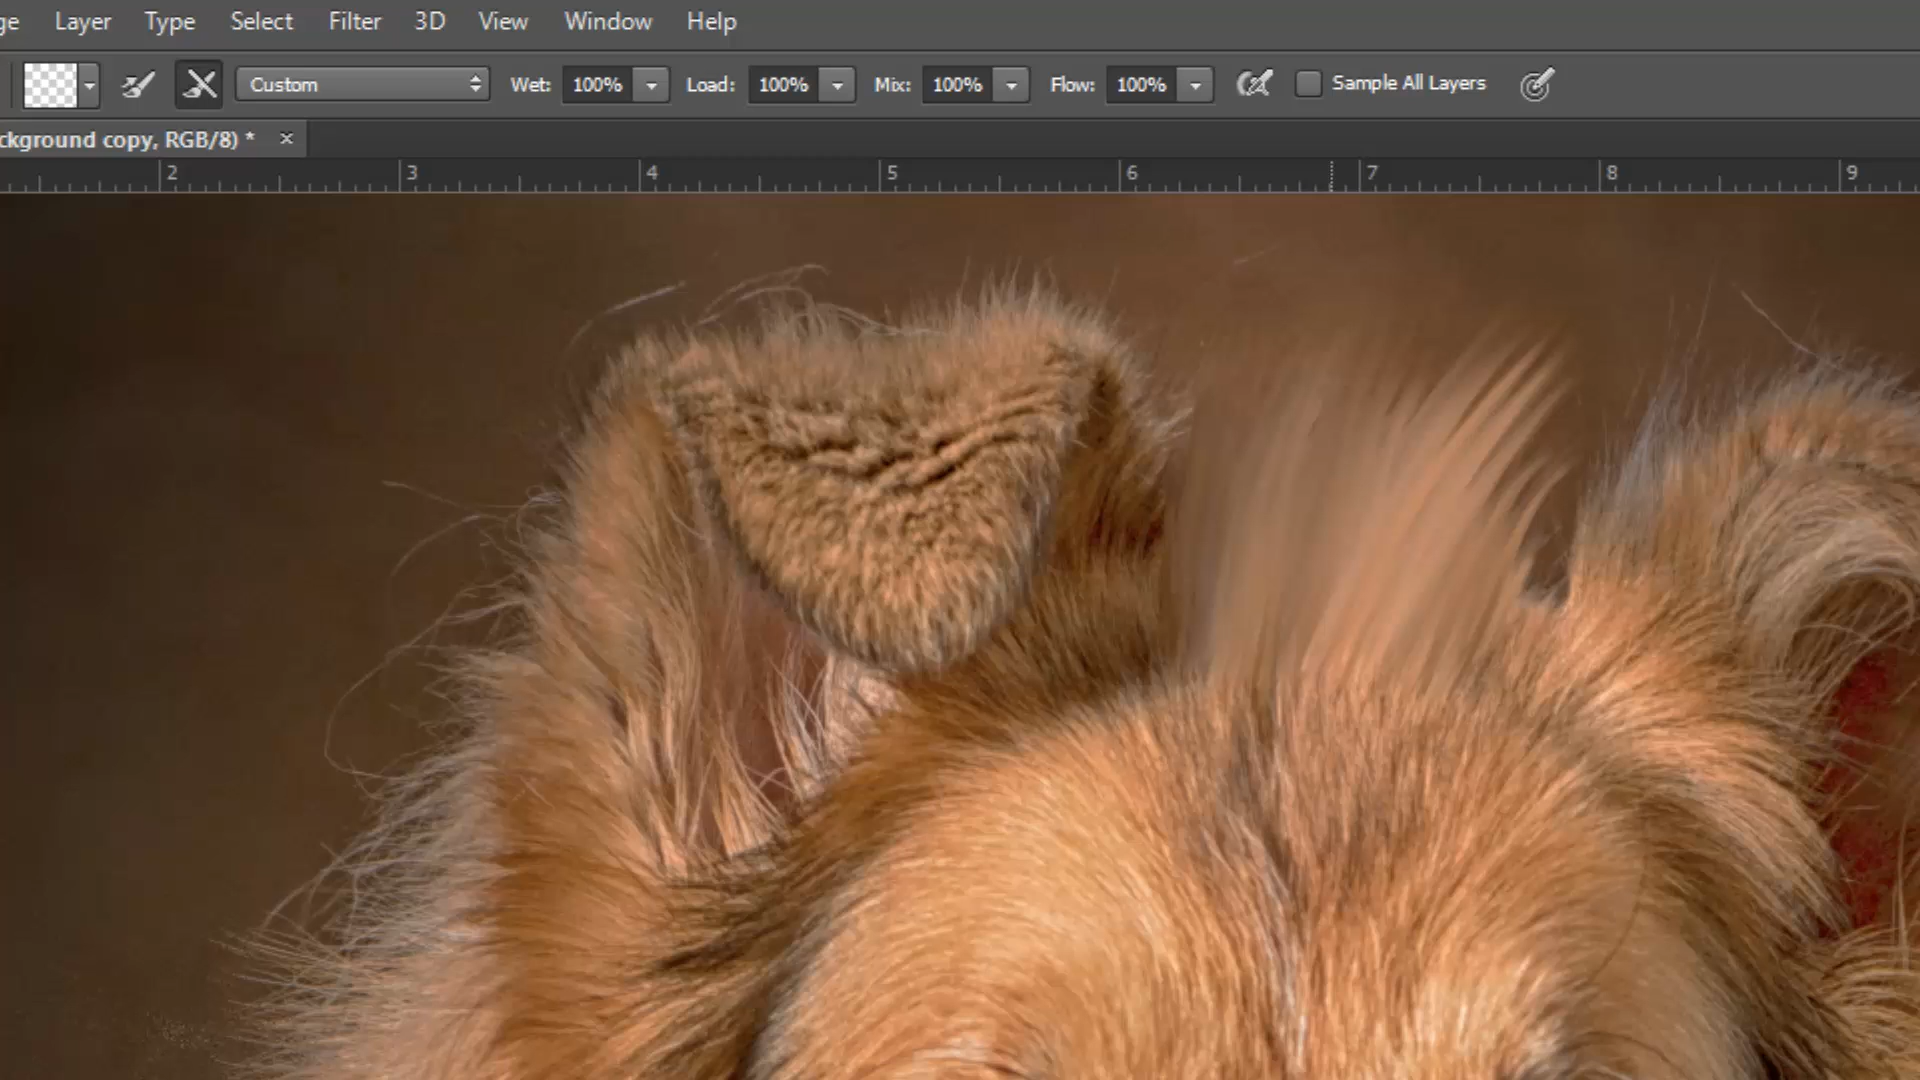 ge Layer Type Select Filter 3D View Window Help
Custom Wet: 100% Load: 100% Mix: 100% Flow: 100% Sample All Layers
ckground copy, RGB/8) * ×
2 3 4 5 6 7 8 9